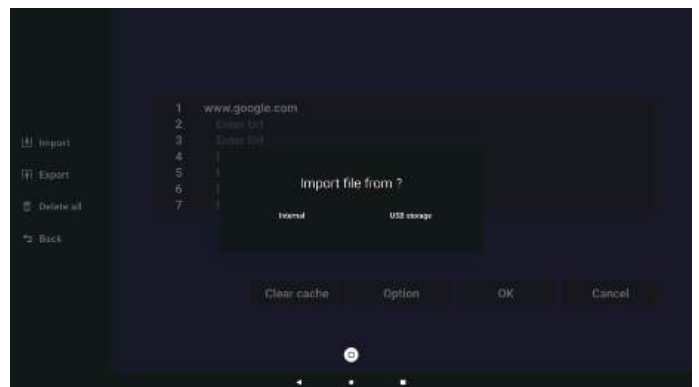 1 www.google.com
2 Enter Url
3 Enter Url
4
5
6
7
Import
Export
Delete all
Back
Import file from ?
Internal USB storage
Clear cache Option OK Cancel